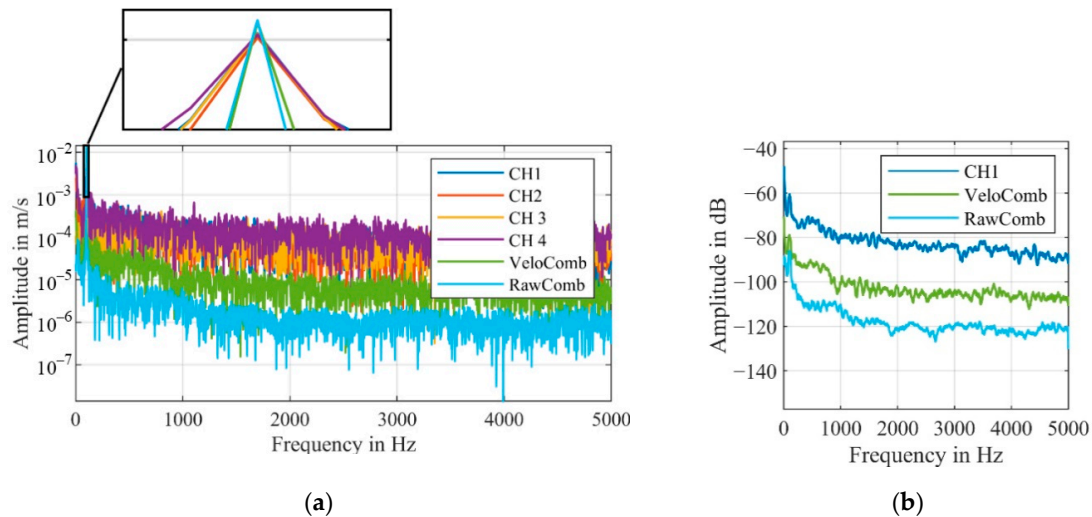 10⁻²
10⁻³
10⁻⁴
10⁻⁵
10⁻⁶
10⁻⁷
Amplitude in m/s
CH1
CH2
CH 3
CH 4
VeloComb
RawComb
0 1000 2000 3000 4000 5000
Frequency in Hz
(a)
−40
−60
−80
−100
−120
−140
Amplitude in dB
CH1
VeloComb
RawComb
0 1000 2000 3000 4000 5000
Frequency in Hz
(b)